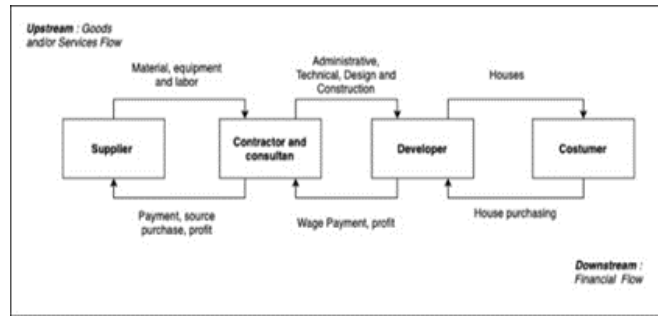 Upstream : Goods
and/or Services Flow
Material, equipment
and labor
Administrative,
Technical, Design and
Construction
Houses
Supplier
Contractor and
consultan
Developer
Costumer
Payment, source
purchase, profit
Wage Payment, profit
House purchasing
Downstream :
Financial Flow